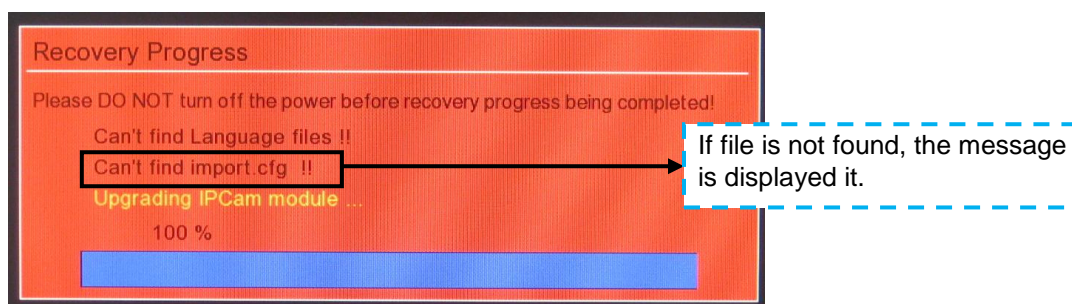 Recovery Progress
Please DO NOT turn off the power before recovery progress being completed!
Can't find Language files !!
Can't find import.cfg !!
Upgrading IPCam module ...
100 %
If file is not found, the message
is displayed it.